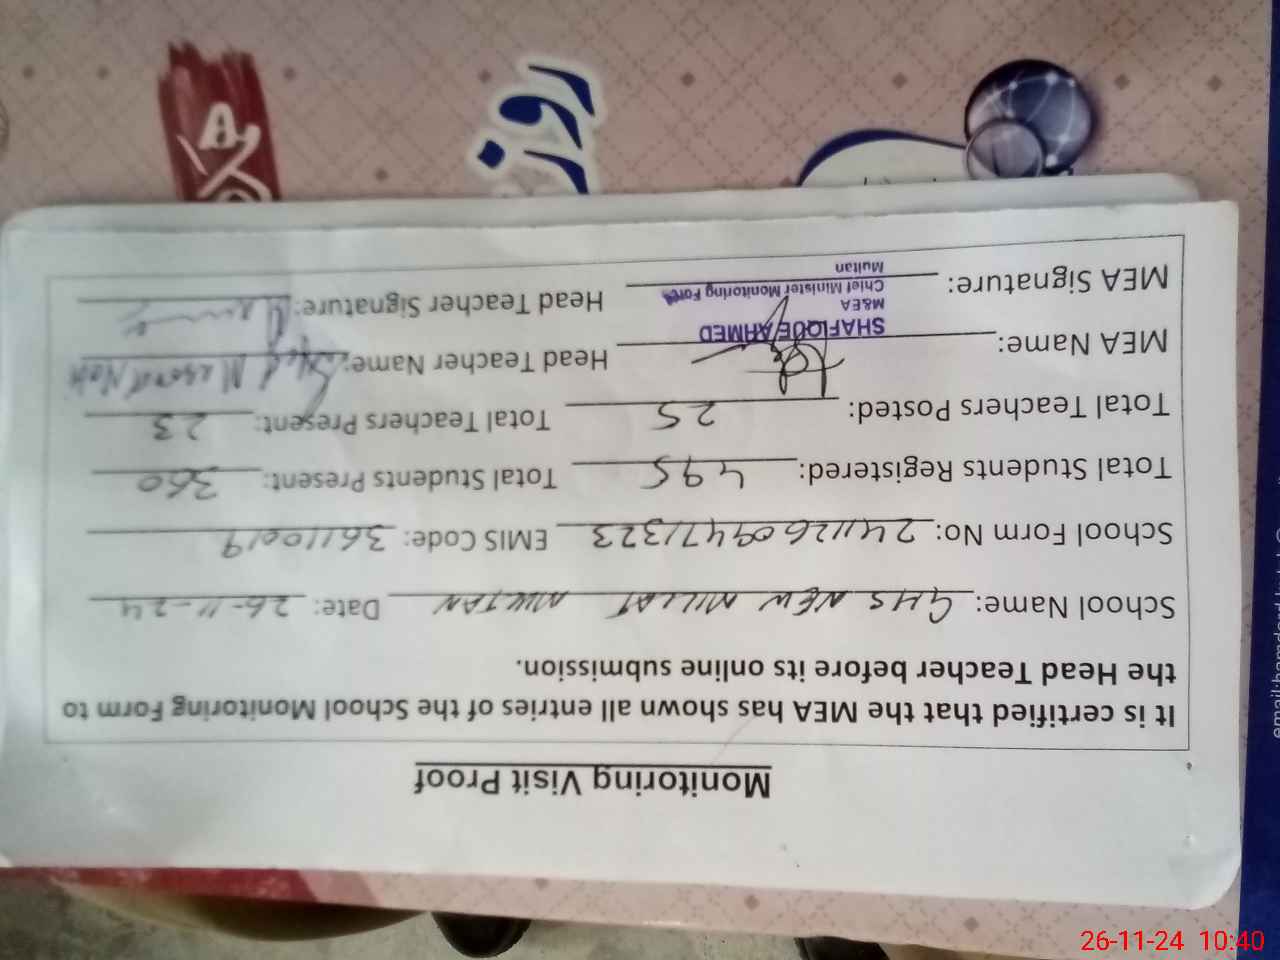 Monitoring Visit Proof
It is certified that the MEA has shown all entries of the School Monitoring Form to
the Head Teacher before its online submission.
School Name: GHS NEW MILLAT MULTAN Date: 26-11-24
School Form No: 241126094471323 EMIS Code: 36110019
Total Students Registered: 495 Total Students Present: 360
Total Teachers Posted: 25 Total Teachers Present: 23
MEA Name: SHAFIQUE AHMED Head Teacher Name:
M&EA
MEA Signature: Chief Minister Monitoring Force Head Teacher Signature:
Multan
روز
26-11-24 10:40